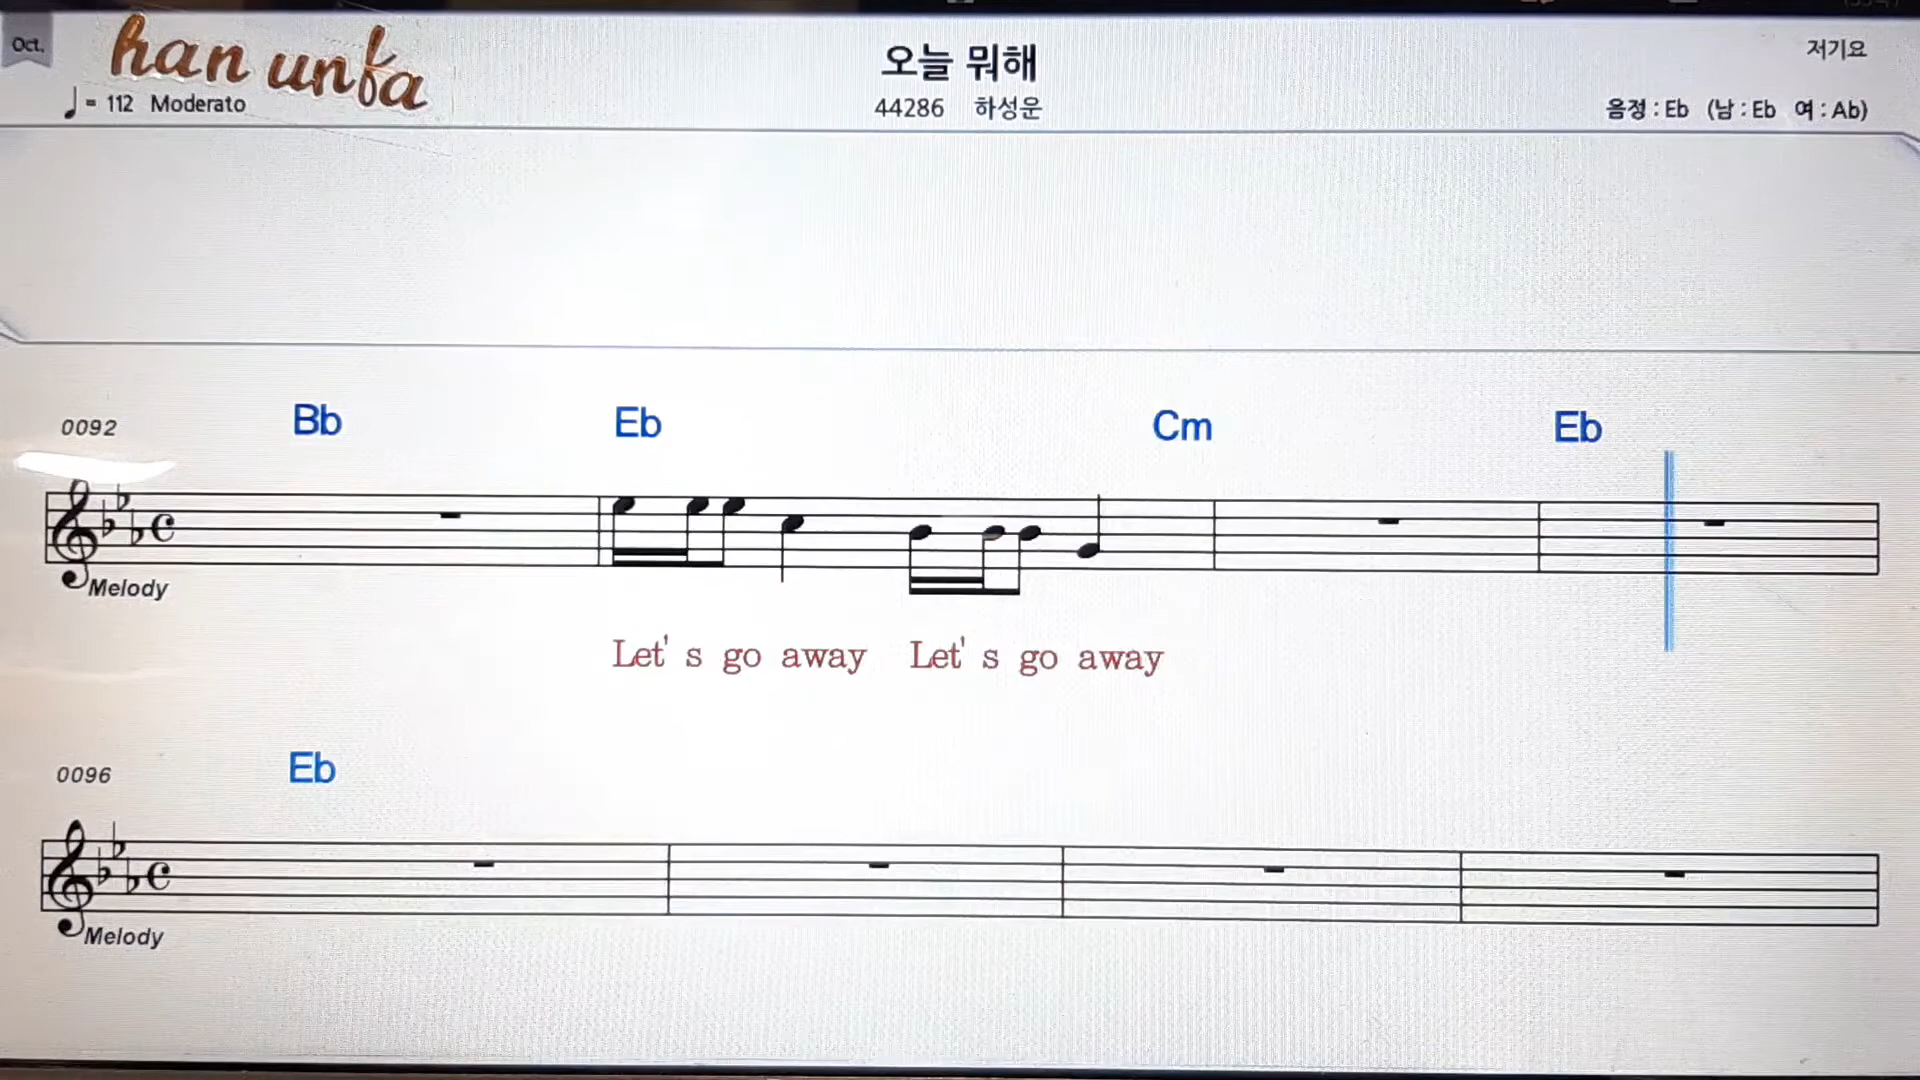 Oct.
han unfa
♩= 112 Moderato
오늘 뭐해
44286 하성운
저기요
음정 : Eb (남 : Eb 여 : Ab)
0092 Bb Eb Cm Eb
Melody
Let' s go away Let' s go away
0096 Eb
Melody